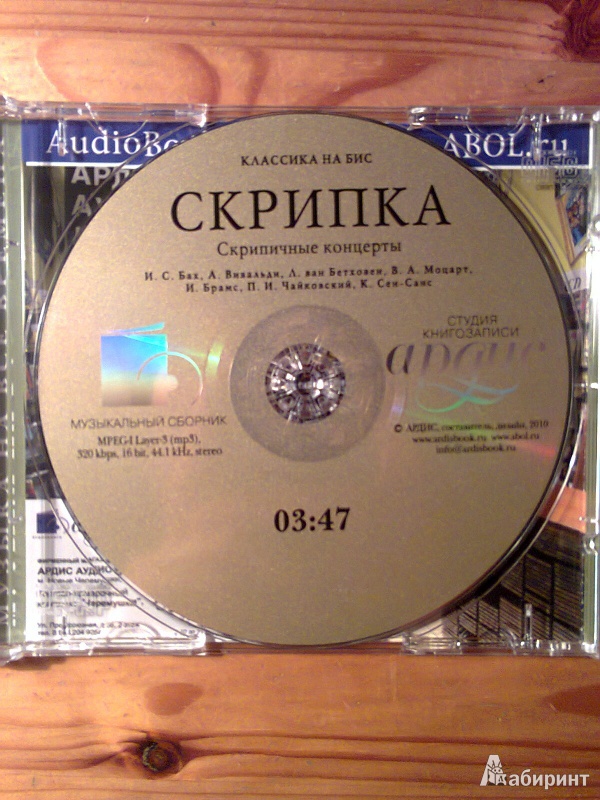 AudioBo
ABOL.ru
КЛАССИКА НА БИС
СКРИПКА
Скрипичные концерты
И. С. Бах, А. Вивальди, Л. ван Бетховен, В. А. Моцарт,
И. Брамс, П. И. Чайковский, К. Сен-Санс
СТУДИЯ
КНИГОЗАПИСИ
ардис
МУЗЫКАЛЬНЫЙ СБОРНИК
MPEG-I Layer-3 (mp3),
320 kbps, 16 bit, 44.1 kHz, stereo
© АРДИС, составитель, дизайн, 2010
www.ardisbook.ru www.abol.ru
info@ardisbook.ru
03:47
АРДИС АУДИО
Лабиринт